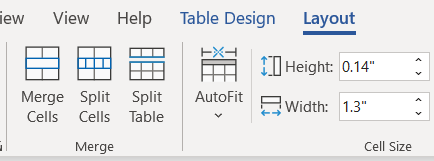 iew View Help Table Design Layout
Merge Cells Split Cells Split Table AutoFit Height: 0.14"
Width: 1.3"
Merge Cell Size